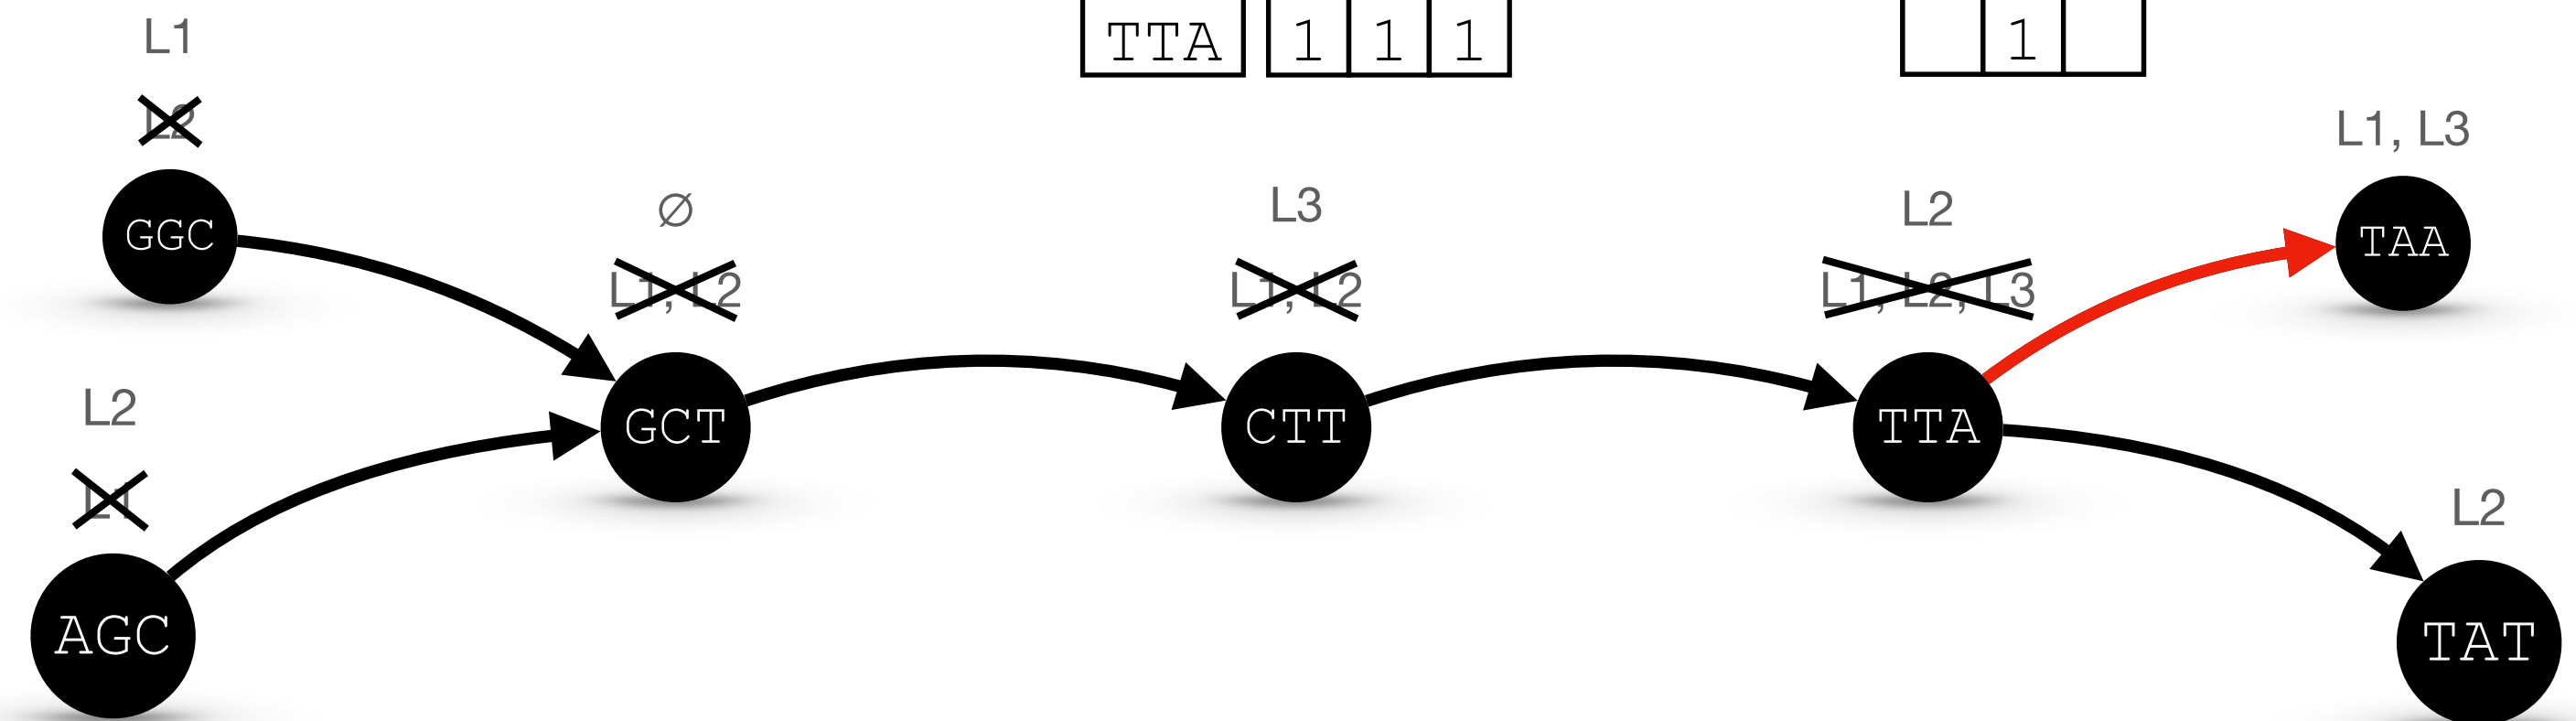 TTA 1 1 1 1
L1
L2
L1, L3
GGC
∅
L3
L2
TAA
L1, L2
L1, L2
L1, L2, L3
L2
GCT
CTT
TTA
L1
L2
AGC
TAT